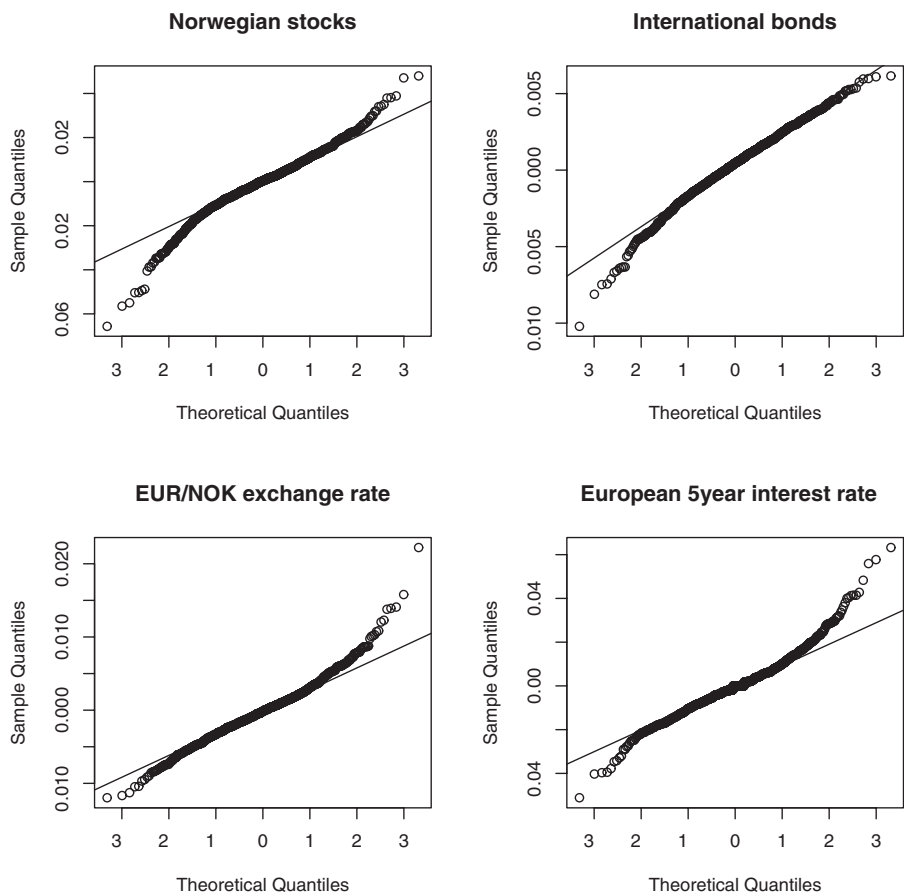 Norwegian stocks
Sample Quantiles
0.02
0.02
0.06
3 2 1 0 1 2 3
Theoretical Quantiles
International bonds
Sample Quantiles
0.005
0.000
0.005
0.010
3 2 1 0 1 2 3
Theoretical Quantiles
EUR/NOK exchange rate
Sample Quantiles
0.020
0.010
0.000
0.010
3 2 1 0 1 2 3
Theoretical Quantiles
European 5year interest rate
Sample Quantiles
0.04
0.00
0.04
3 2 1 0 1 2 3
Theoretical Quantiles